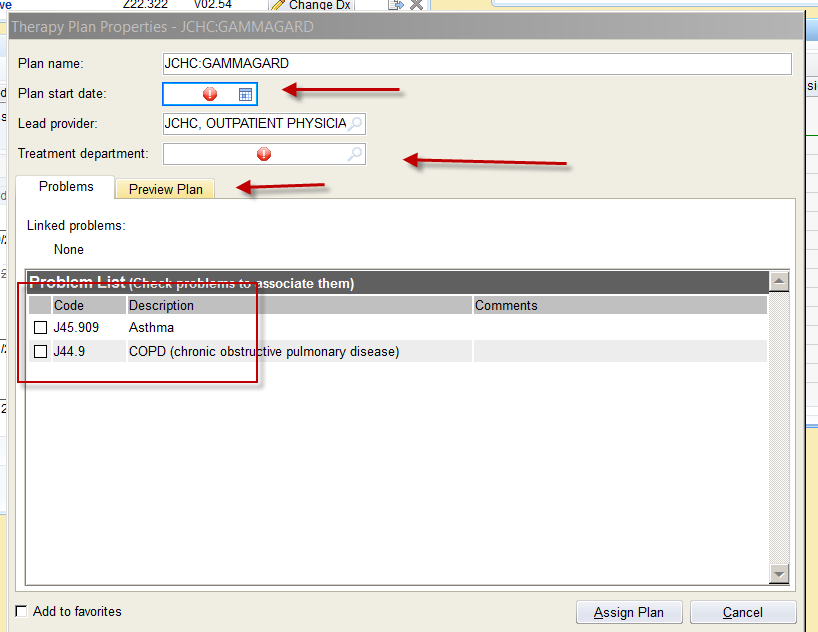 we Z22.322 V02.54 Change Dx
Therapy Plan Properties - JCHC:GAMMAGARD
Plan name: JCHC:GAMMAGARD
Plan start date:
Lead provider: JCHC, OUTPATIENT PHYSICIA
Treatment department:
Problems Preview Plan
Linked problems:
None
Problem List (Check problems to associate them)
Code Description Comments
J45.909 Asthma
J44.9 COPD (chronic obstructive pulmonary disease)
Add to favorites Assign Plan Cancel